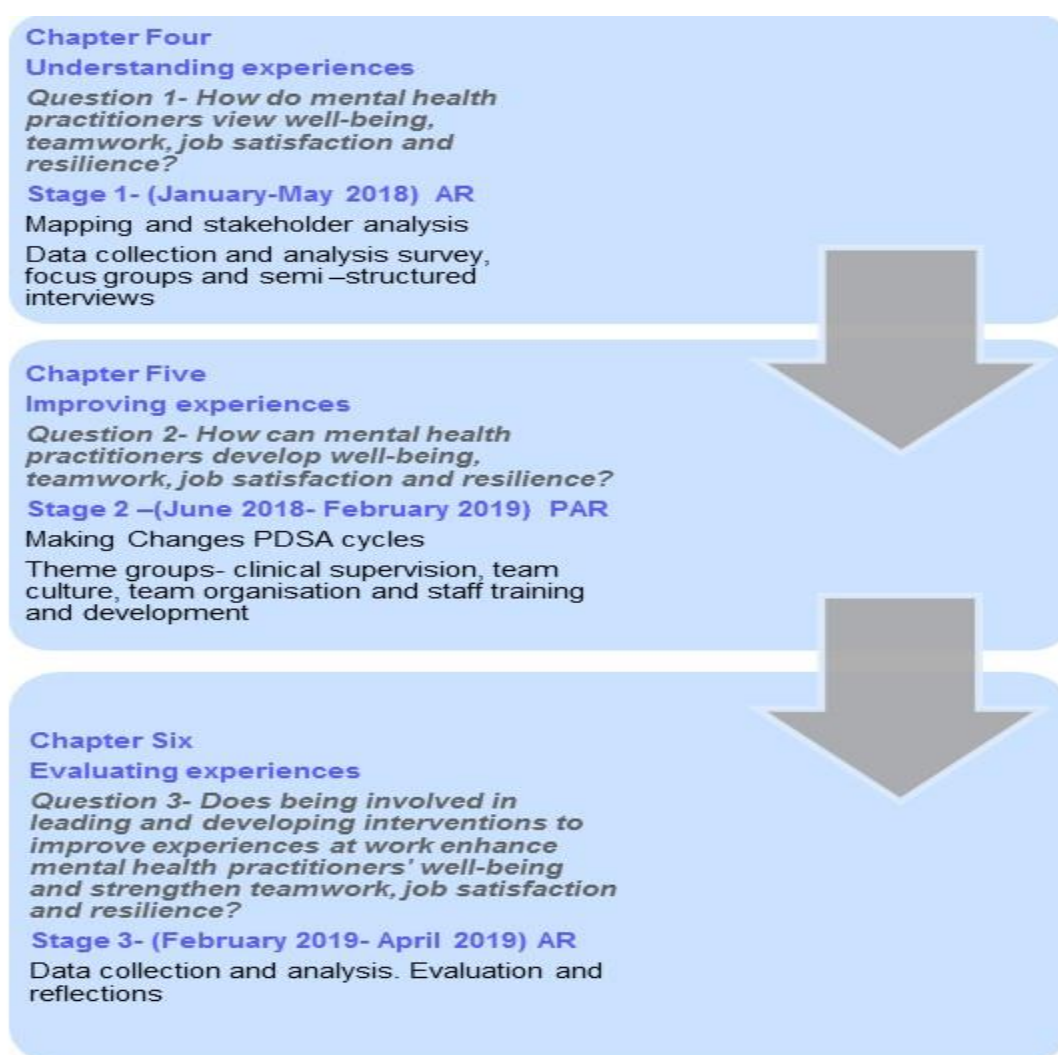 Chapter Four
Understanding experiences
Question 1- How do mental health
practitioners view well-being,
teamwork, job satisfaction and
resilience?
Stage 1- (January-May 2018) AR
Mapping and stakeholder analysis
Data collection and analysis survey,
focus groups and semi –structured
interviews
Chapter Five
Improving experiences
Question 2- How can mental health
practitioners develop well-being,
teamwork, job satisfaction and resilience?
Stage 2 –(June 2018- February 2019) PAR
Making Changes PDSA cycles
Theme groups- clinical supervision, team
culture, team organisation and staff training
and development
Chapter Six
Evaluating experiences
Question 3- Does being involved in
leading and developing interventions to
improve experiences at work enhance
mental health practitioners' well-being
and strengthen teamwork, job satisfaction
and resilience?
Stage 3- (February 2019- April 2019) AR
Data collection and analysis. Evaluation and
reflections